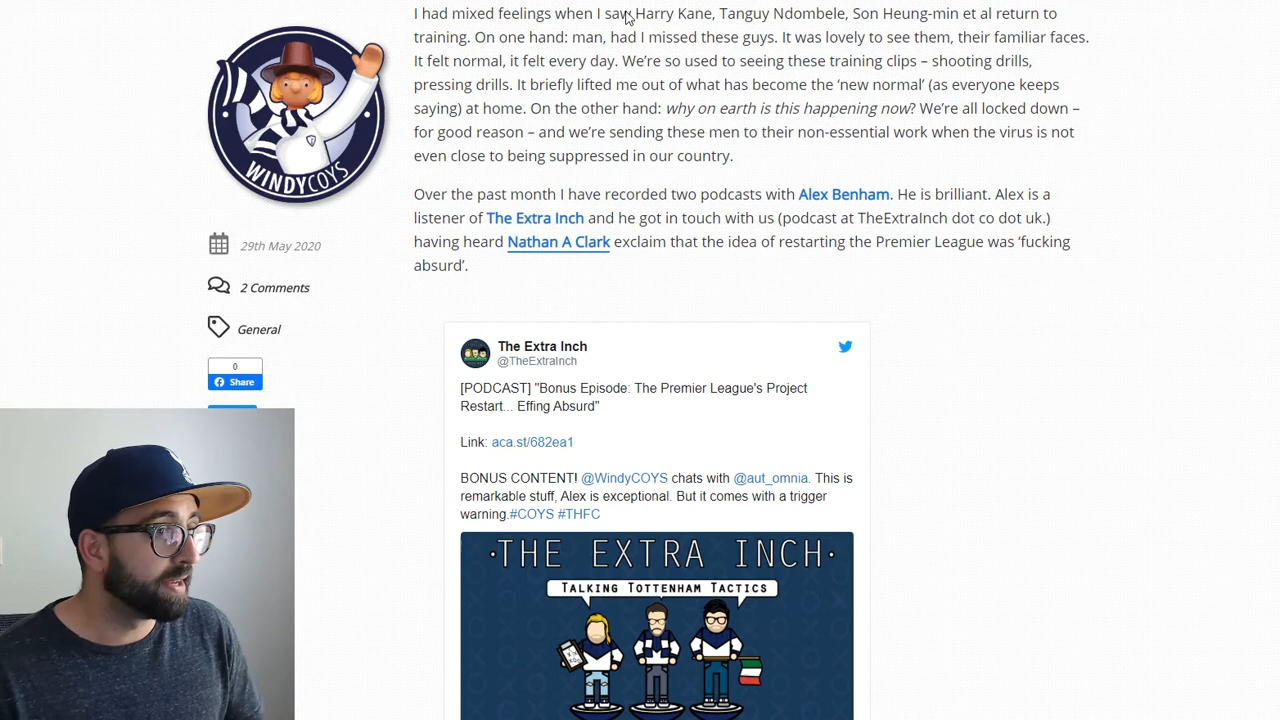 I had mixed feelings when I saw Harry Kane, Tanguy Ndombele, Son Heung-min et al return to
training. On one hand: man, had I missed these guys. It was lovely to see them, their familiar faces.
It felt normal, it felt every day. We're so used to seeing these training clips – shooting drills,
pressing drills. It briefly lifted me out of what has become the 'new normal' (as everyone keeps
saying) at home. On the other hand: why on earth is this happening now? We're all locked down –
for good reason – and we're sending these men to their non-essential work when the virus is not
even close to being suppressed in our country.
WINDYCOYS
29th May 2020
2 Comments
General
0
Share
Over the past month I have recorded two podcasts with Alex Benham. He is brilliant. Alex is a
listener of The Extra Inch and he got in touch with us (podcast at TheExtraInch dot co dot uk.)
having heard Nathan A Clark exclaim that the idea of restarting the Premier League was 'fucking
absurd'.
The Extra Inch
@TheExtraInch
[PODCAST] "Bonus Episode: The Premier League's Project
Restart... Effing Absurd"
Link: aca.st/682ea1
BONUS CONTENT! @WindyCOYS chats with @aut_omnia. This is
remarkable stuff, Alex is exceptional. But it comes with a trigger
warning.#COYS #THFC
·THE EXTRA INCH·
TALKING TOTTENHAM TACTICS